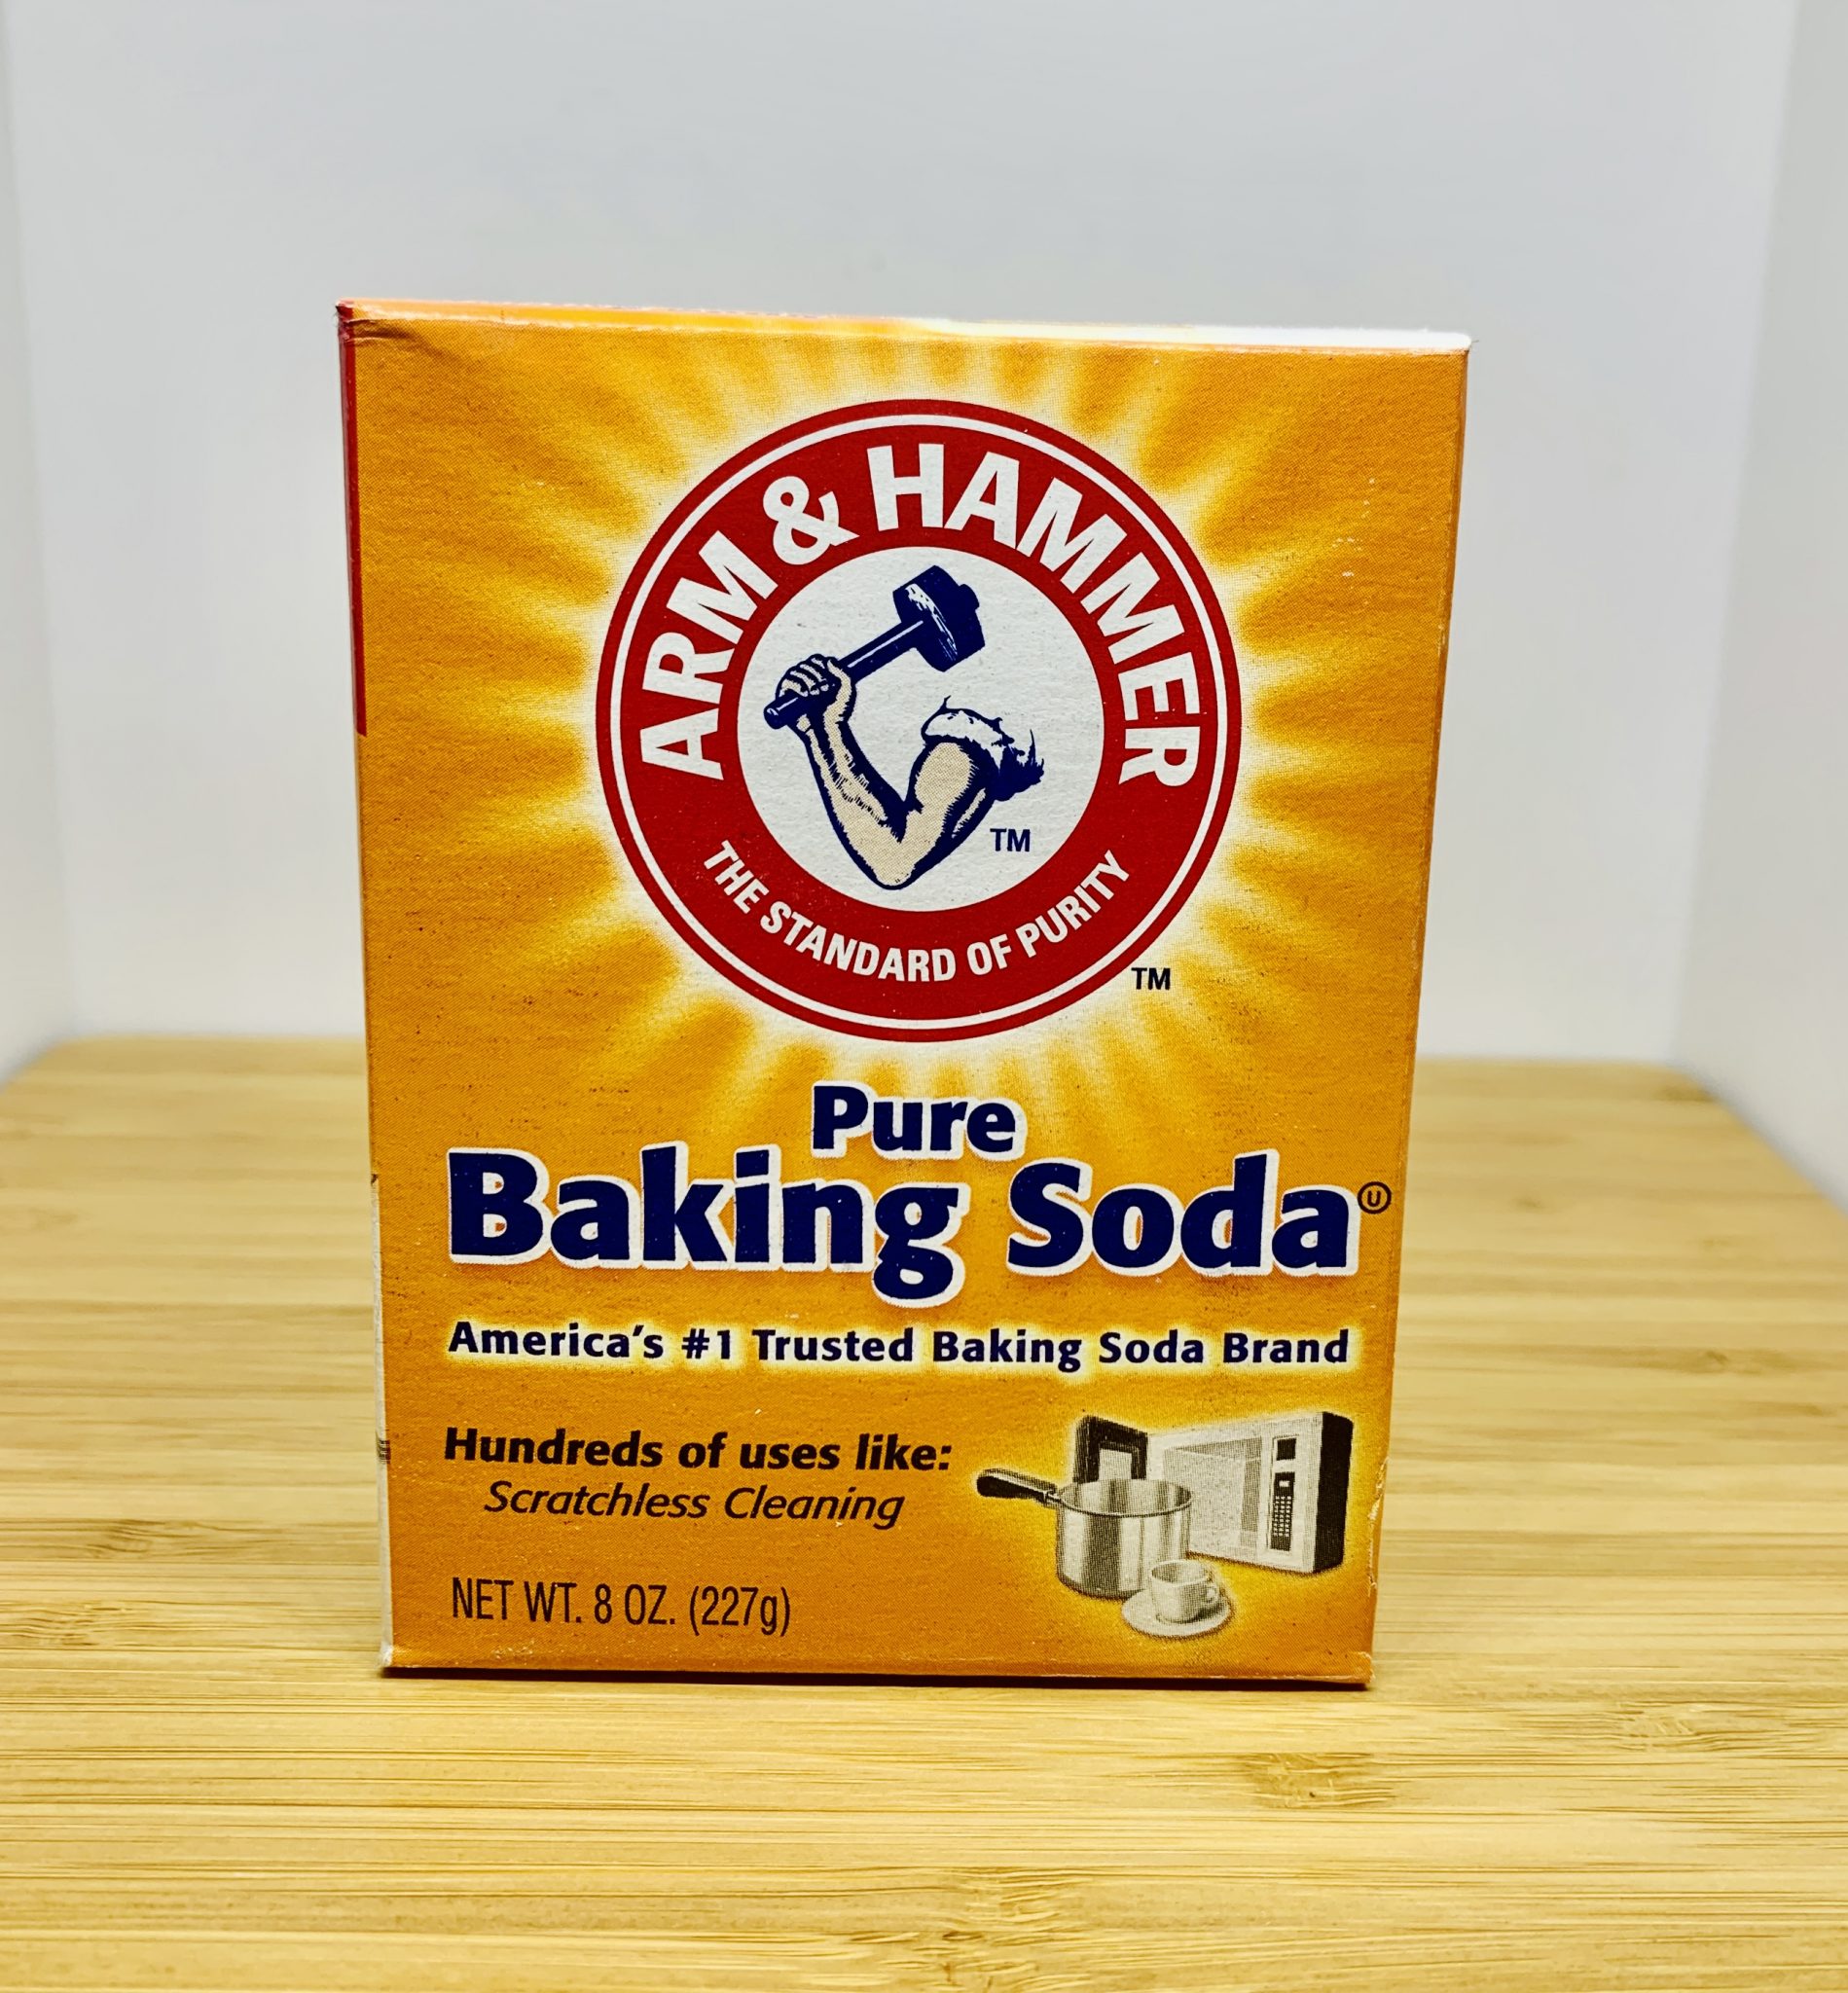 ARM & HAMMER
TM
THE STANDARD OF PURITY
TM
Pure
Baking Soda Ⓤ
America's #1 Trusted Baking Soda Brand
Hundreds of uses like:
Scratchless Cleaning
NET WT. 8 OZ. (227g)